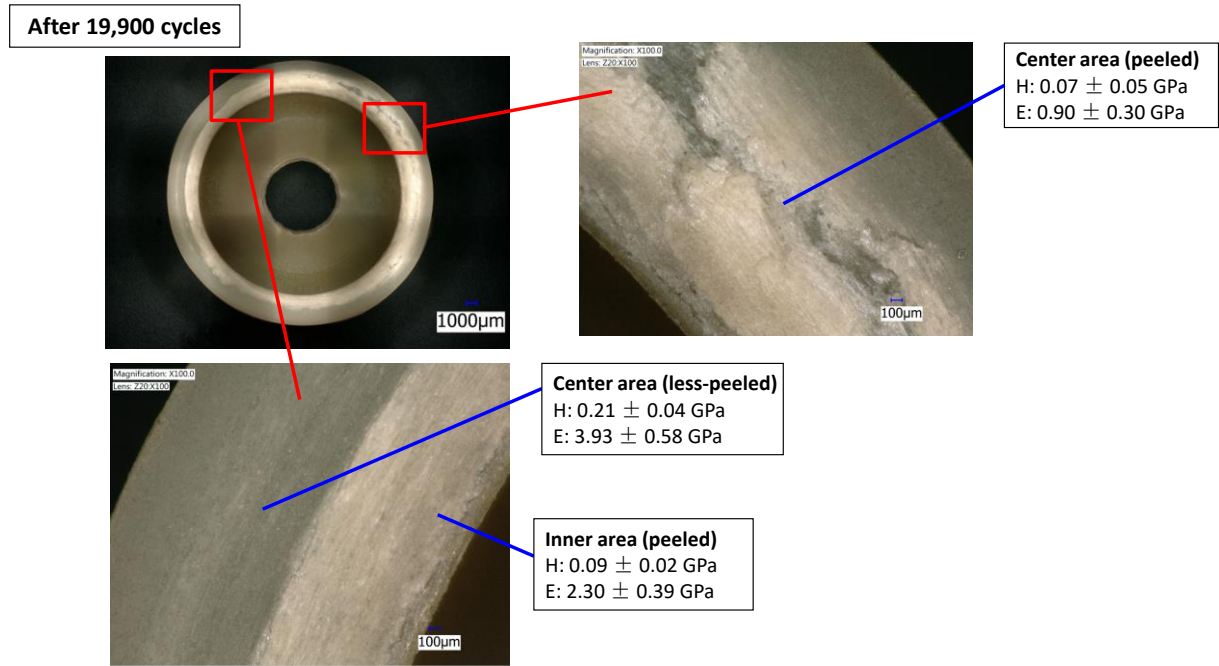 After 19,900 cycles
1000μm
Magnification: X100.0
Lens: Z20:X100
100μm
Center area (peeled)
H: 0.07 ± 0.05 GPa
E: 0.90 ± 0.30 GPa
Magnification: X100.0
Lens: Z20:X100
100μm
Center area (less-peeled)
H: 0.21 ± 0.04 GPa
E: 3.93 ± 0.58 GPa
Inner area (peeled)
H: 0.09 ± 0.02 GPa
E: 2.30 ± 0.39 GPa